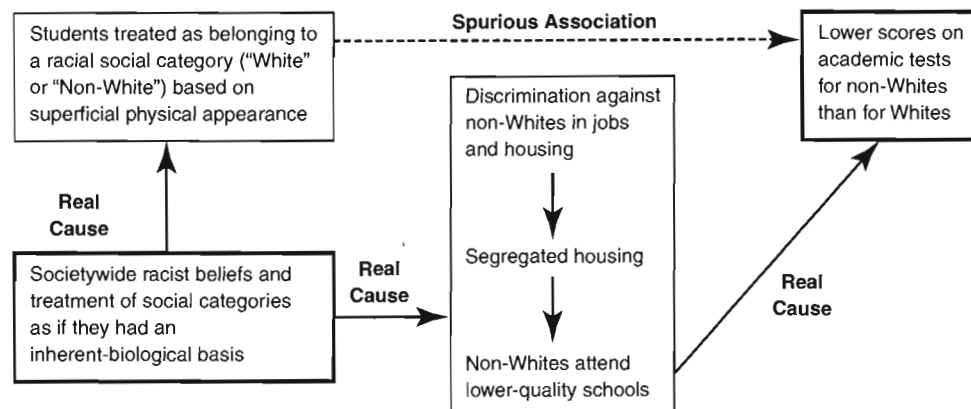 Spurious Association
Students treated as belonging to
a racial social category (“White”
or “Non-White”) based on
superficial physical appearance
Lower scores on
academic tests
for non-Whites
than for Whites
Discrimination against
non-Whites in jobs
and housing
Real
Cause
Segregated housing
Societywide racist beliefs and
treatment of social categories
as if they had an
inherent-biological basis
Real
Cause
Real
Cause
Non-Whites attend
lower-quality schools